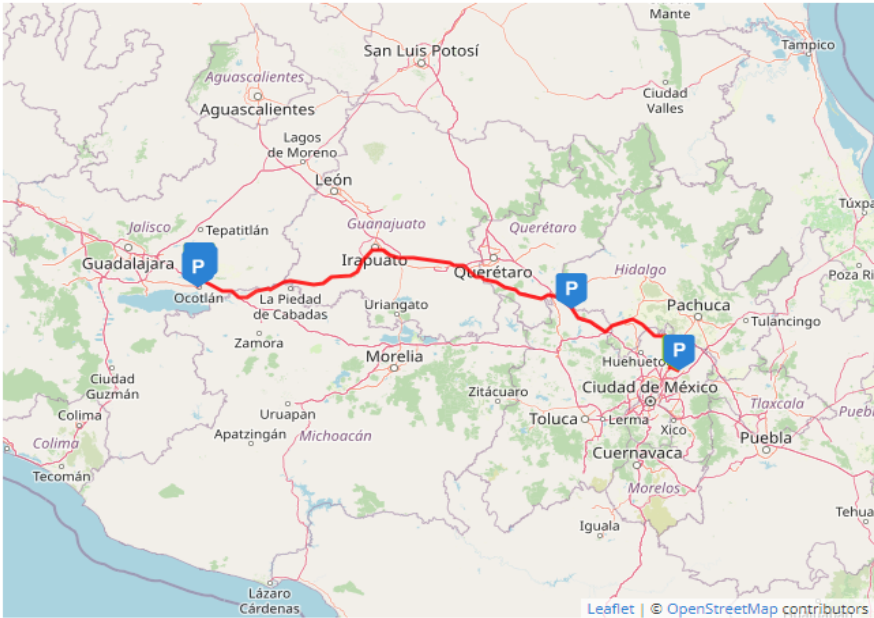 Mante
San Luis Potosí
Tampico
Aguascalientes
Ciudad
Valles
Aguascalientes
Lagos
de Moreno
León
Jalisco
Tepatitlán
Guanajuato
Querétaro
Guadalajara
P
Irapuato
Querétaro
Hidalgo
Poza Ri
Ocotlán
La Piedad
de Cabadas
Uriangato
P
Pachuca
Tulancingo
Zamora
Morelia
Huehueto
P
Ciudad
Guzmán
Zitácuaro
Ciudad de México
Tlaxcala
Colima
Uruapan
Toluca
Lerma
Xico
Puebla
Pueb
Colima
Apatzingán
Michoacán
Tecomán
Cuernavaca
Morelos
Iguala
Tehua
Lázaro
Cárdenas
Leaflet | © OpenStreetMap contributors